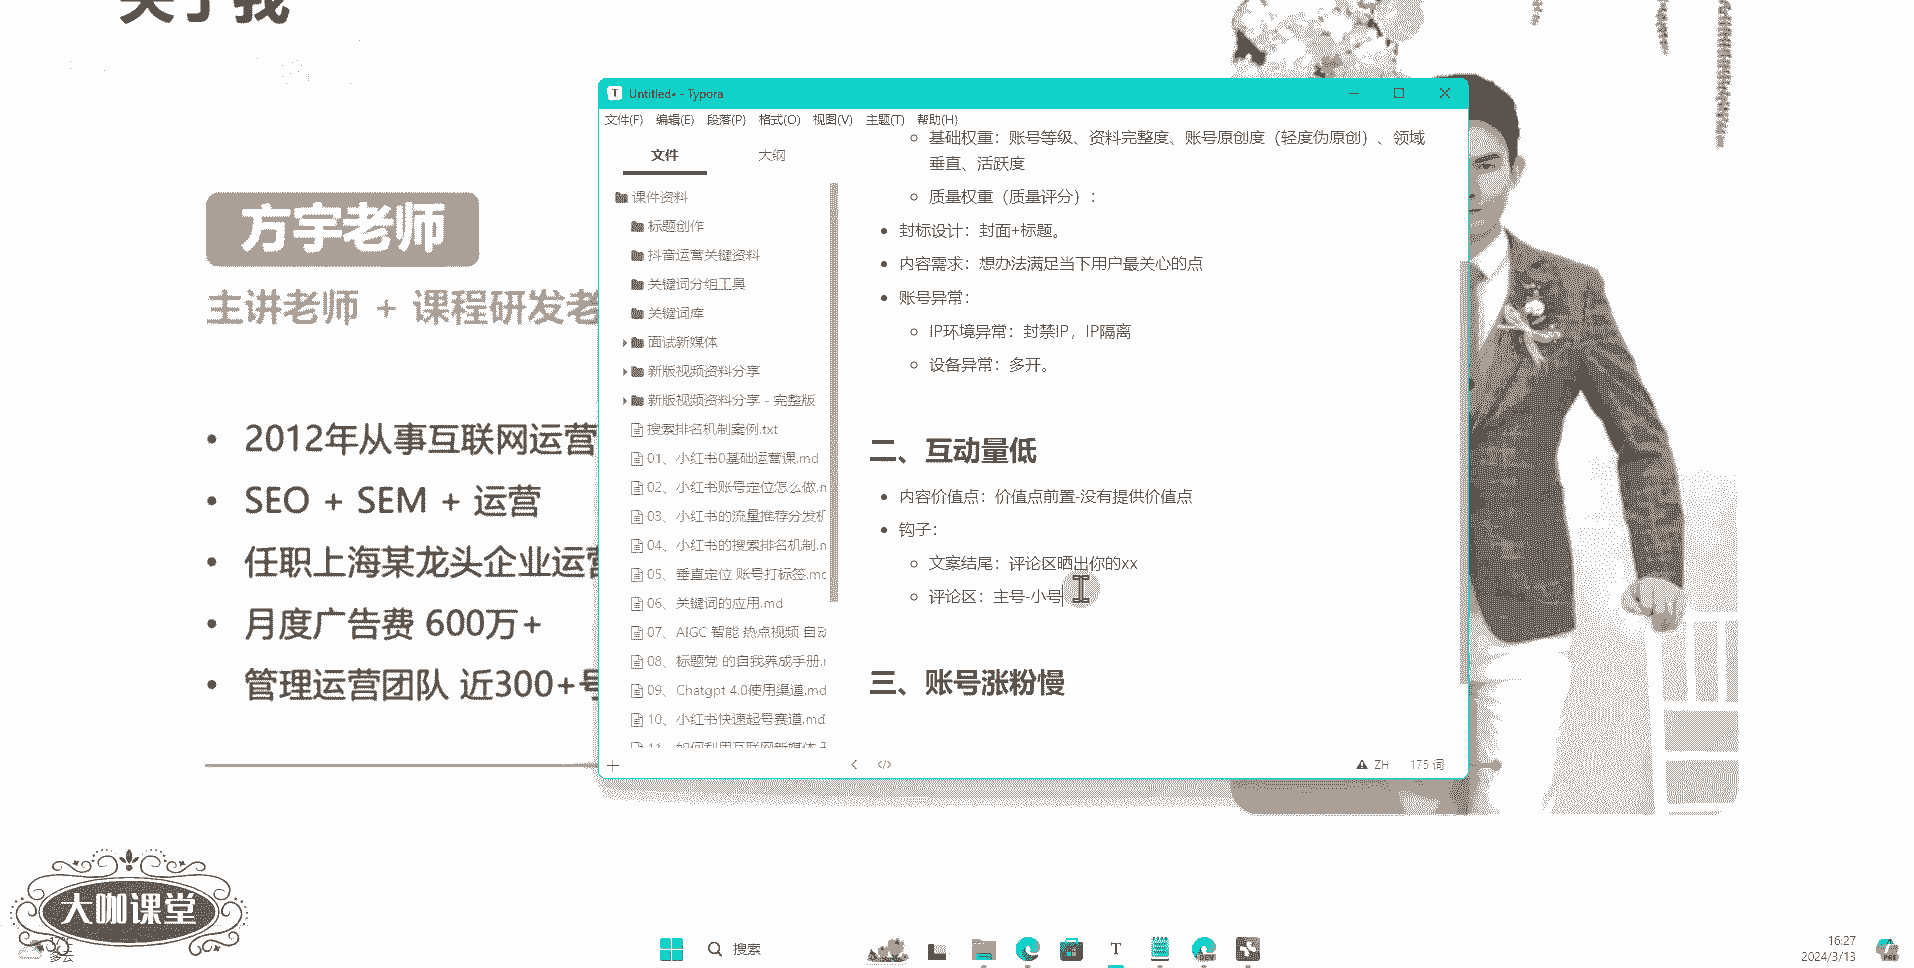 关于我
方宇老师
主讲老师 + 课程研发老
• 2012年从事互联网运营
• SEO + SEM + 运营
• 任职上海某龙头企业运营
• 月度广告费 600万+
• 管理运营团队 近300+号
Untitled• - Typora
文件(F) 编辑(E) 段落(P) 格式(O) 视图(V) 主题(T) 帮助(H)
文件 大纲
课件资料
标题创作
抖音运营关键资料
关键词分组工具
关键词库
面试新媒体
新版视频资料分享
新版视频资料分享 - 完整版
搜索排名机制案例.txt
01、小红书0基础运营课.md
02、小红书账号定位怎么做.m
03、小红书的流量推荐分发机
04、小红书的搜索排名机制.m
05、垂直定位 账号打标签.md
06、关键词的应用.md
07、AIGC 智能 热点视频 自动
08、标题党 的自我养成手册.m
09、Chatgpt 4.0使用渠道.md
10、小红书快速起号赛道.md
11、如何利用互联网新媒体
基础权重：账号等级、资料完整度、账号原创度（轻度伪原创）、领域
垂直、活跃度
质量权重（质量评分）：
• 封标设计：封面+标题。
• 内容需求：想办法满足当下用户最关心的点
• 账号异常：
IP环境异常：封禁IP，IP隔离
设备异常：多开。
二、互动量低
• 内容价值点：价值点前置-没有提供价值点
• 钩子：
文案结尾：评论区晒出你的xx
评论区：主号-小号
三、账号涨粉慢
ZH 175 词
大咖课堂
多云
搜索
T
DEV
PRE
16:27
2024/3/13